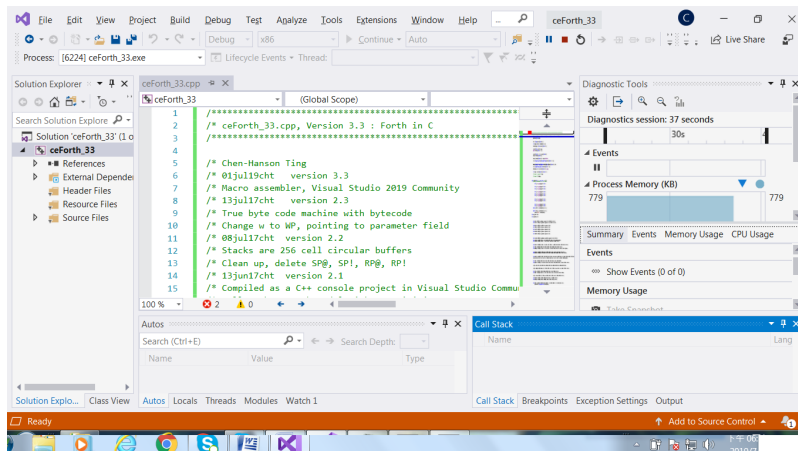 File Edit View Project Build Debug Test Analyze Tools Extensions Window Help ... ceForth_33 C
Debug x86 Continue Auto Live Share
Process: [6224] ceForth_33.exe Lifecycle Events Thread:
Solution Explorer
Search Solution Explore
Solution 'ceForth_33' (1 o
ceForth_33
References
External Depende
Header Files
Resource Files
Source Files
Solution Explo... Class View
ceForth_33.cpp
ceForth_33 (Global Scope)
1 /****************************************************
2 /* ceForth_33.cpp, Version 3.3 : Forth in C
3 /****************************************************
4
5 /* Chen-Hanson Ting
6 /* 01jul19cht version 3.3
7 /* Macro assembler, Visual Studio 2019 Community
8 /* 13jul17cht version 2.3
9 /* True byte code machine with bytecode
10 /* Change w to WP, pointing to parameter field
11 /* 08jul17cht version 2.2
12 /* Stacks are 256 cell circular buffers
13 /* Clean up, delete SP@, SP!, RP@, RP!
14 /* 13jun17cht version 2.1
15 /* Compiled as a C++ console project in Visual Studio Commu
100 % 2 0
Diagnostic Tools
Diagnostics session: 37 seconds
30s
Events
Process Memory (KB)
779 779
Summary Events Memory Usage CPU Usage
Events
Show Events (0 of 0)
Memory Usage
Take Snapshot
Autos
Search (Ctrl+E) Search Depth:
Name Value Type
Autos Locals Threads Modules Watch 1
Call Stack
Name Lang
Call Stack Breakpoints Exception Settings Output
Ready Add to Source Control 1